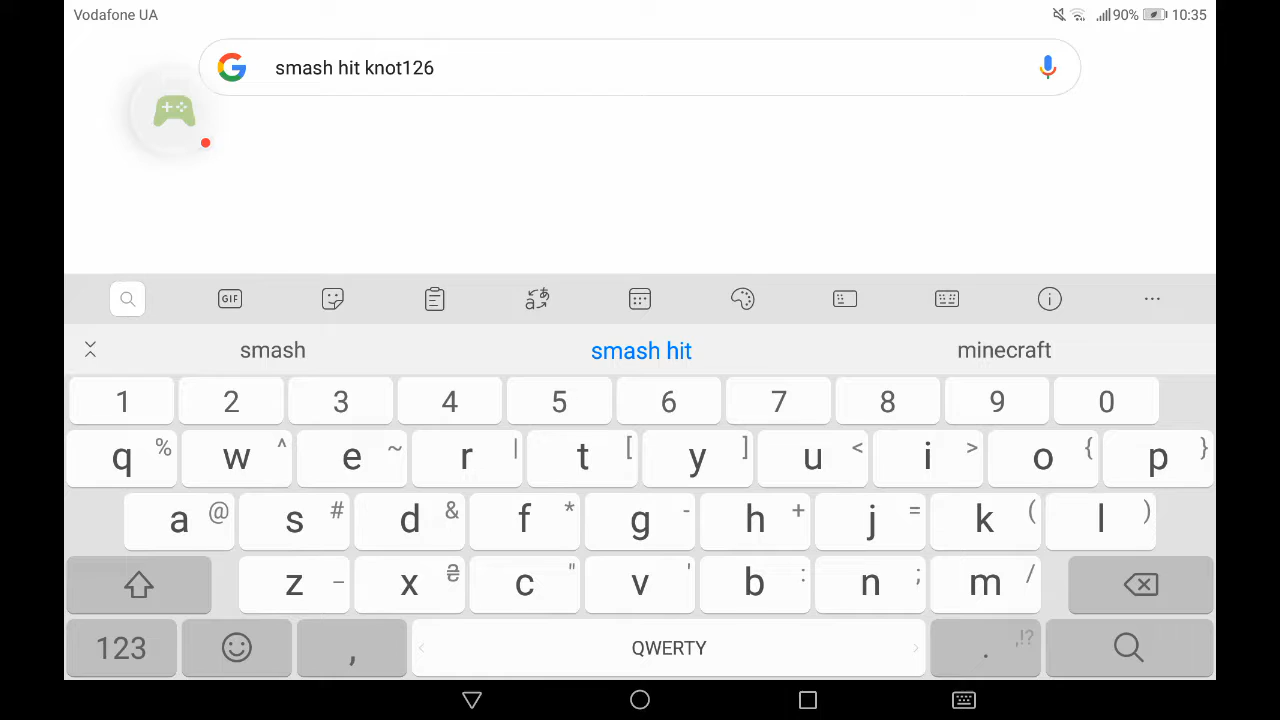 Vodafone UA 90% 10:35
smash hit knot126
GIF
smash smash hit minecraft
1 2 3 4 5 6 7 8 9 0
q % w ^ e ~ r | t [ y ] u < i > o { p }
a @ s # d & f * g - h + j = k ( l )
z _ x ₴ c " v ' b : n ; m /
123 , QWERTY . ,!?